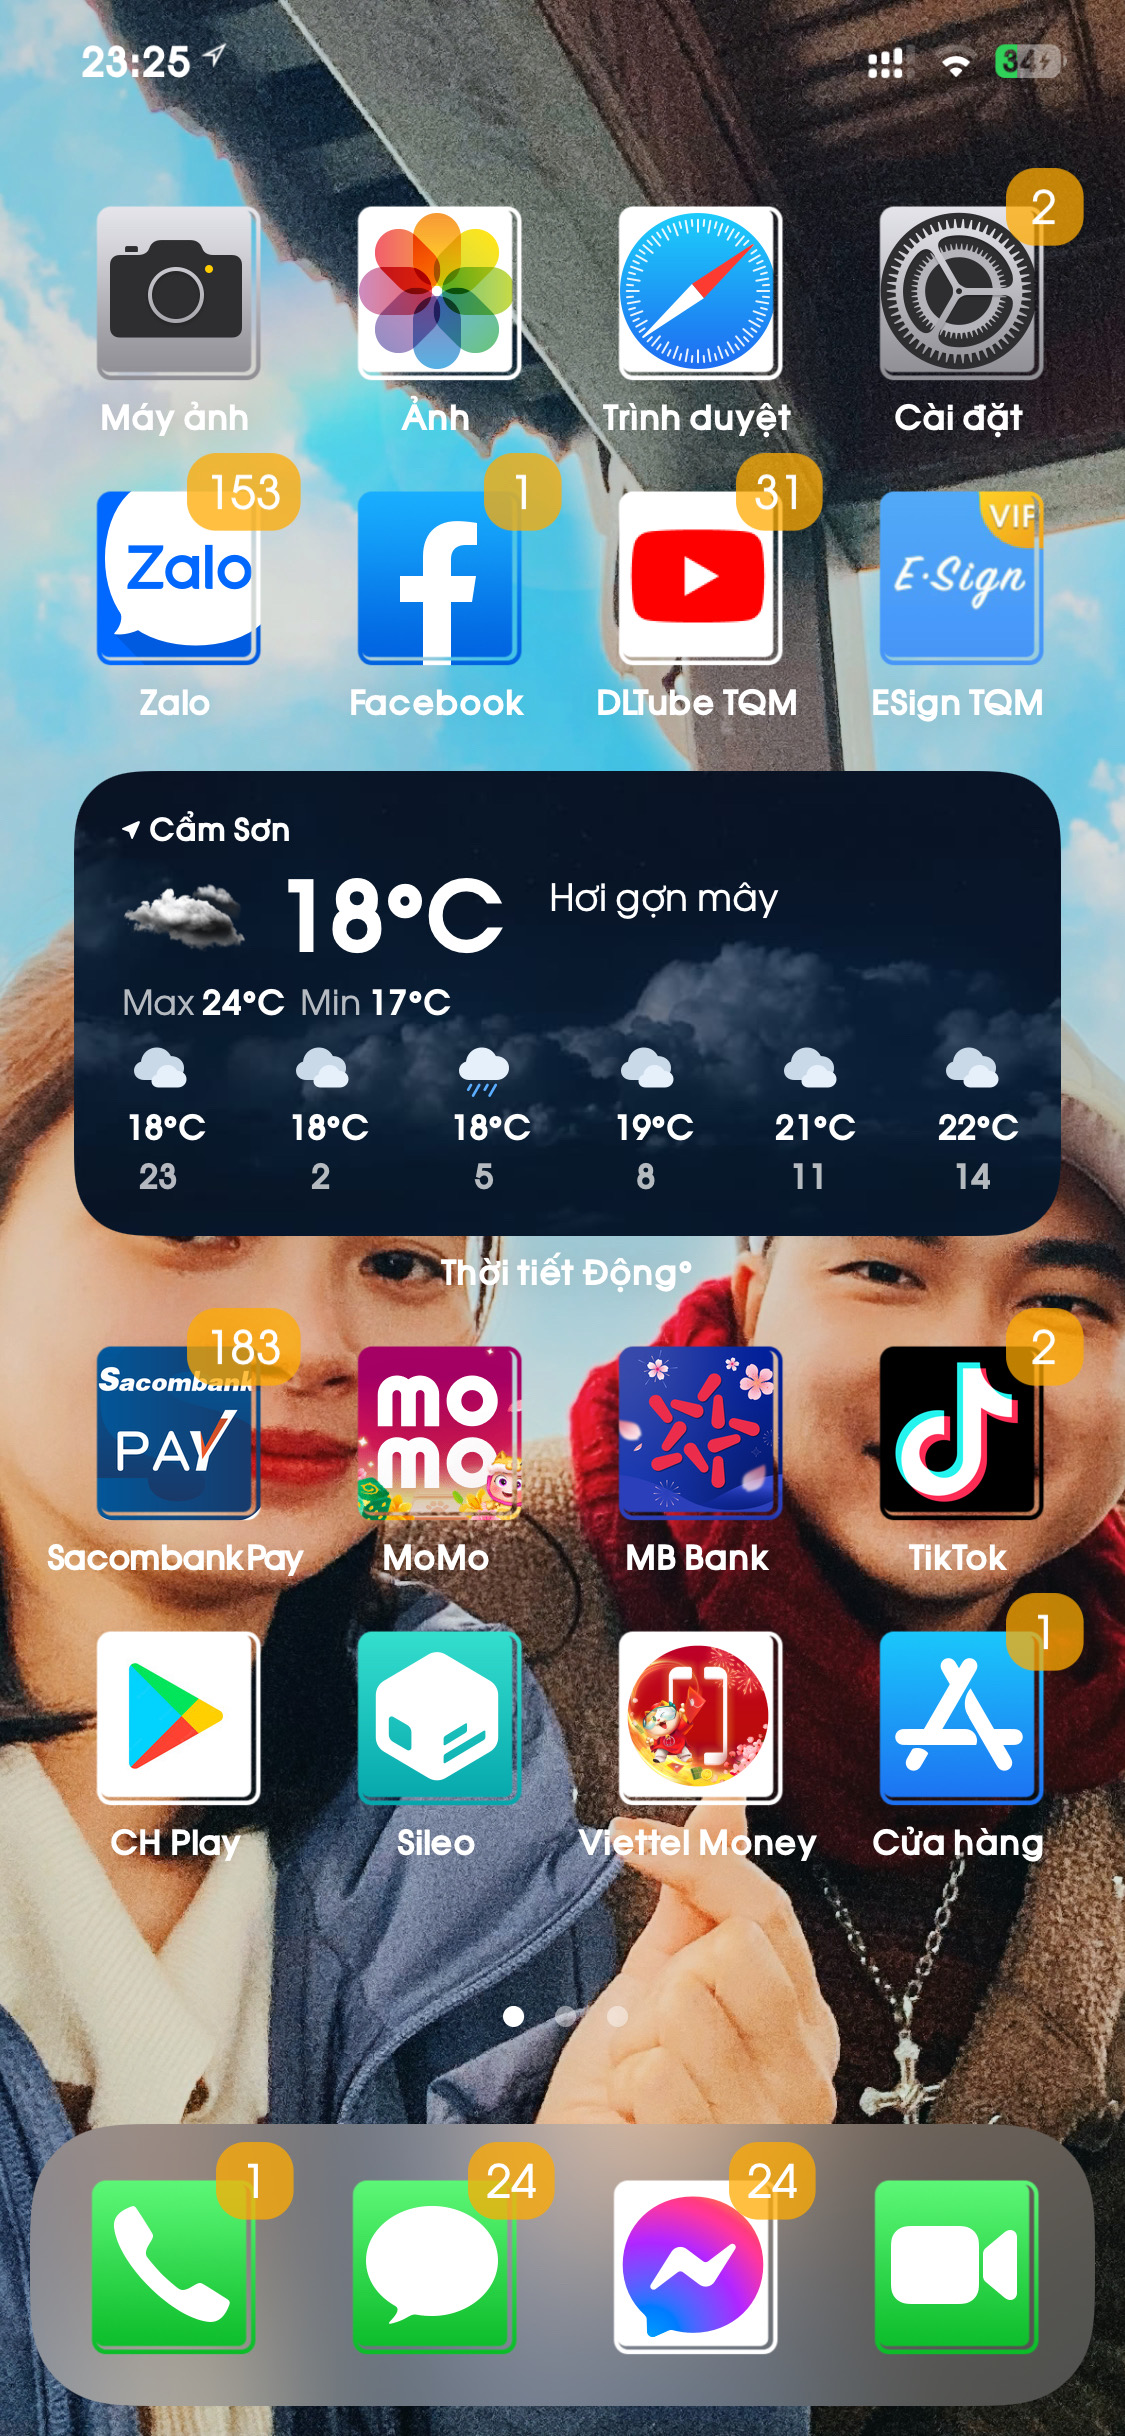 23:25
34
2
Máy ảnh
Ảnh
Trình duyệt
Cài đặt
153
1
31
VIP
Zalo
E·Sign
Zalo
Facebook
DLTube TQM
ESign TQM
Cẩm Sơn
18°C
Hơi gợn mây
Max 24°C Min 17°C
18°C 18°C 18°C 19°C 21°C 22°C
23 2 5 8 11 14
Thời tiết Động°
183
2
Sacombank
PAY
mo
mo
SacombankPay
MoMo
MB Bank
TikTok
1
CH Play
Sileo
Viettel Money
Cửa hàng
1
24
24